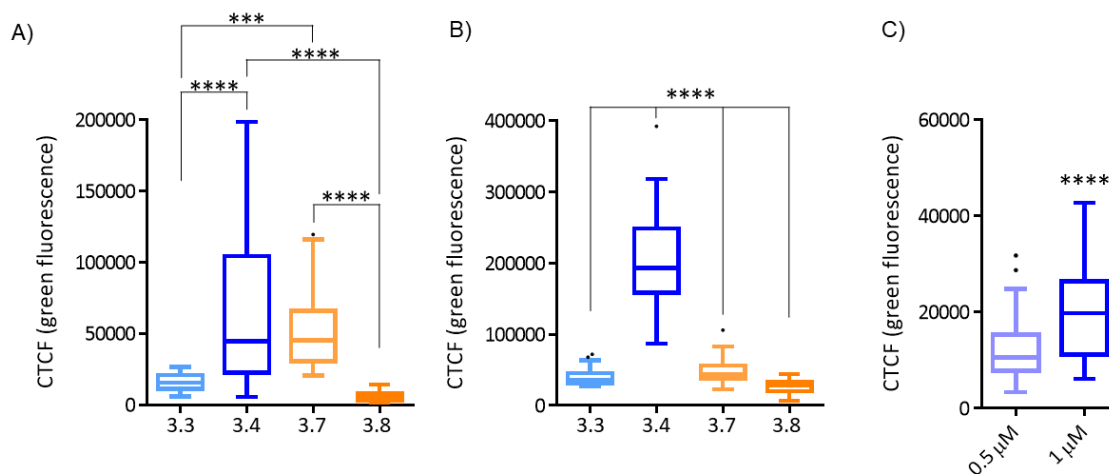 A)
***
****
****
****
CTCF (green fluorescence)
200000
150000
100000
50000
0
3.3 3.4 3.7 3.8
B)
****
CTCF (green fluorescence)
400000
300000
200000
100000
0
3.3 3.4 3.7 3.8
C)
****
CTCF (green fluorescence)
60000
40000
20000
0
0.5 µM 1 µM